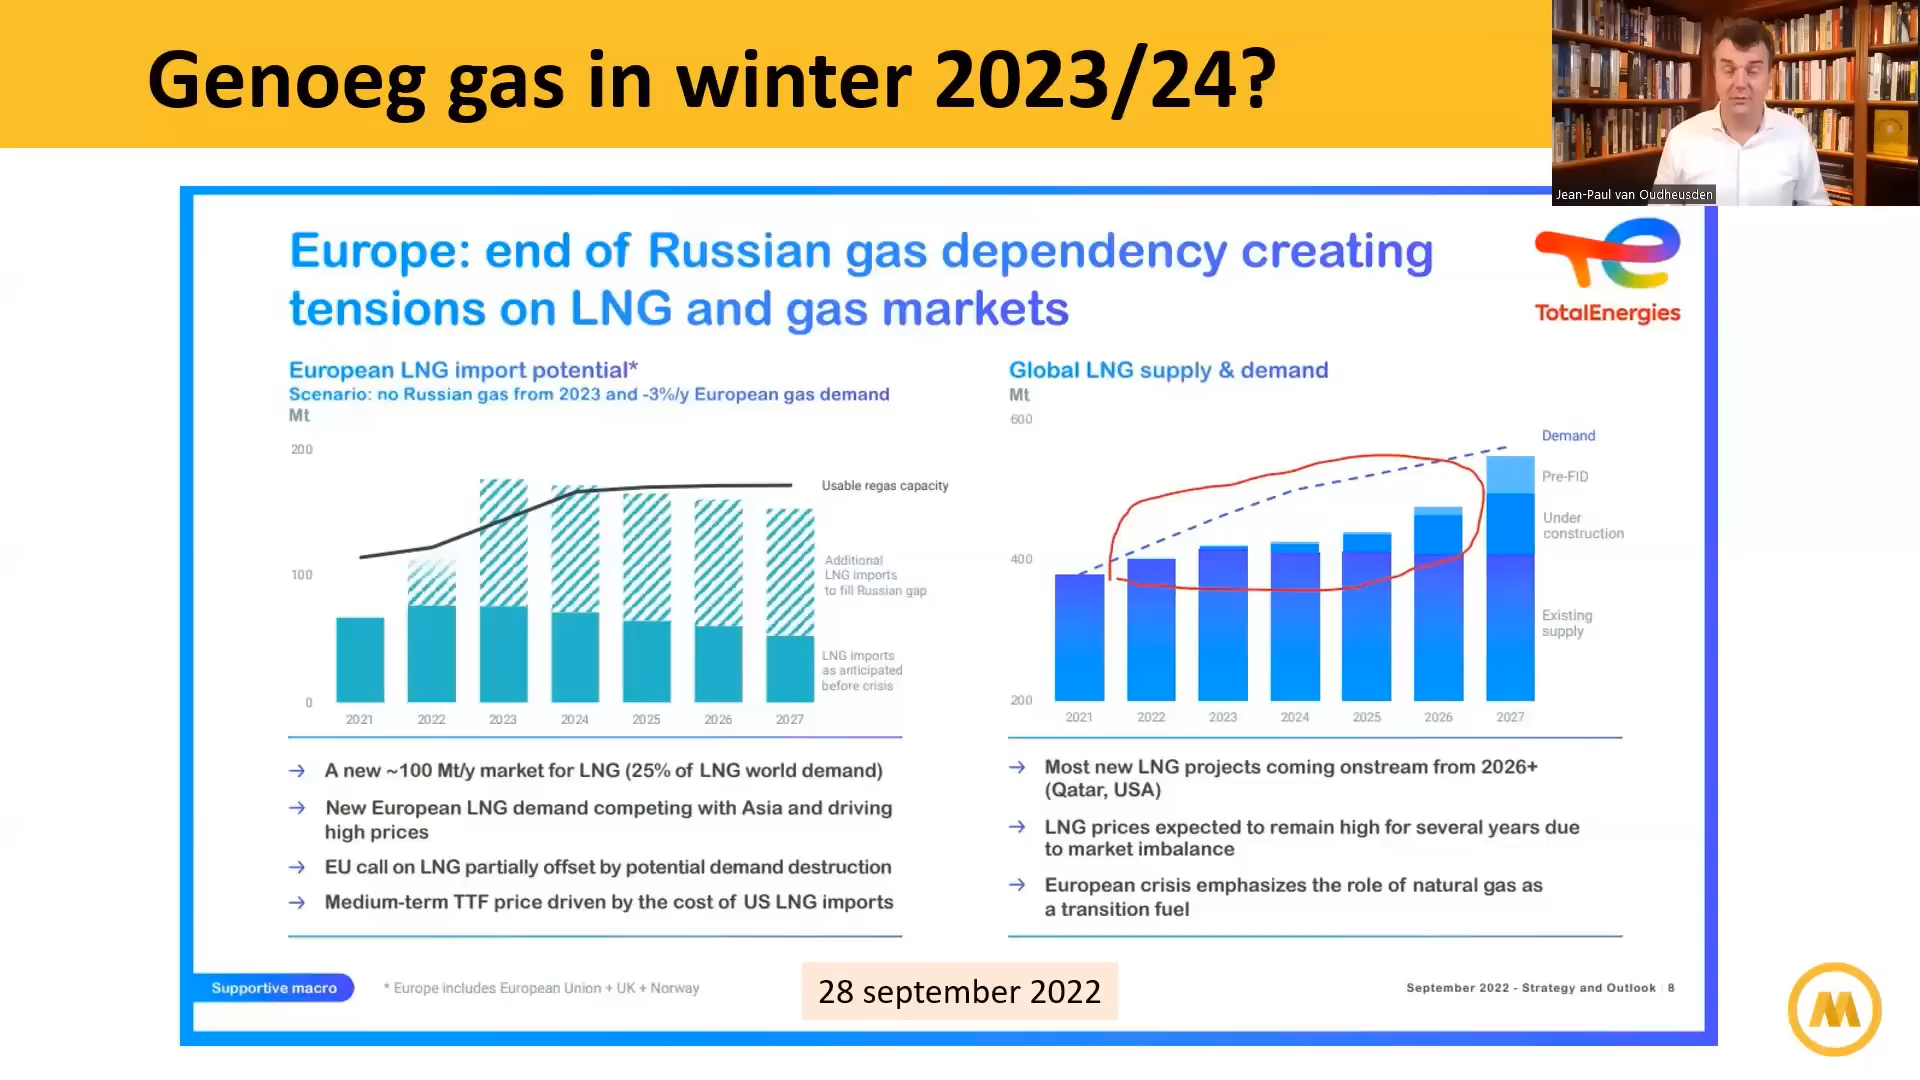 Genoeg gas in winter 2023/24?
Jean-Paul van Oudheusden
Europe: end of Russian gas dependency creating
tensions on LNG and gas markets
TotalEnergies
European LNG import potential*
Scenario: no Russian gas from 2023 and -3%/y European gas demand
Mt
200
100
0
Usable regas capacity
Additional
LNG imports
to fill Russian gap
LNG imports
as anticipated
before crisis
2021 2022 2023 2024 2025 2026 2027
→ A new ~100 Mt/y market for LNG (25% of LNG world demand)
→ New European LNG demand competing with Asia and driving
high prices
→ EU call on LNG partially offset by potential demand destruction
→ Medium-term TTF price driven by the cost of US LNG imports
Global LNG supply & demand
Mt
600
400
200
Demand
Pre-FID
Under
construction
Existing
supply
2021 2022 2023 2024 2025 2026 2027
→ Most new LNG projects coming onstream from 2026+
(Qatar, USA)
→ LNG prices expected to remain high for several years due
to market imbalance
→ European crisis emphasizes the role of natural gas as
a transition fuel
Supportive macro
* Europe includes European Union + UK + Norway
28 september 2022
September 2022 - Strategy and Outlook | 8
M